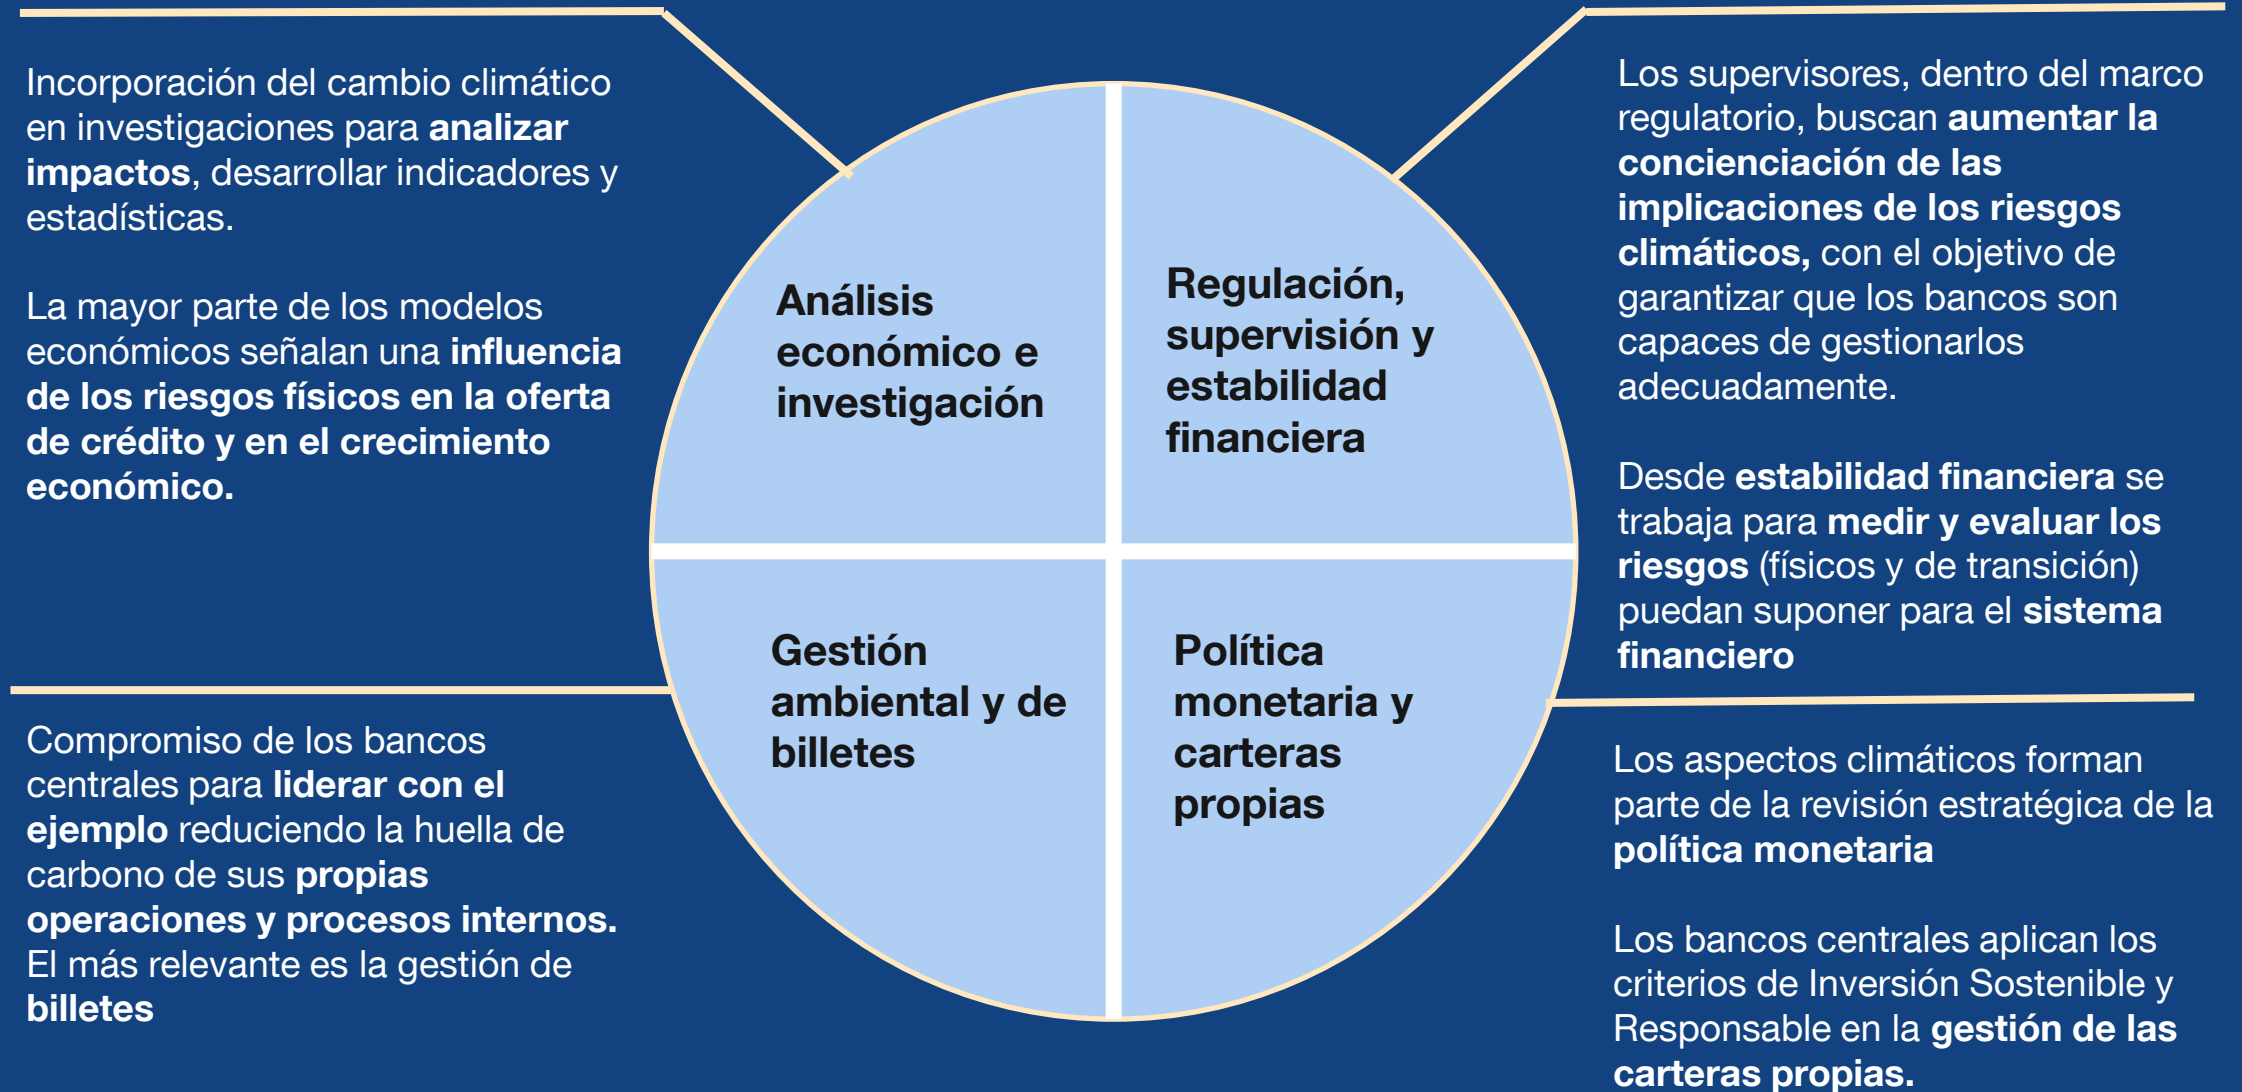 Incorporación del cambio climático
en investigaciones para analizar
impactos, desarrollar indicadores y
estadísticas.
La mayor parte de los modelos
económicos señalan una influencia
de los riesgos físicos en la oferta
de crédito y en el crecimiento
económico.
Análisis
económico e
investigación
Regulación,
supervisión y
estabilidad
financiera
Los supervisores, dentro del marco
regulatorio, buscan aumentar la
concienciación de las
implicaciones de los riesgos
climáticos, con el objetivo de
garantizar que los bancos son
capaces de gestionarlos
adecuadamente.
Desde estabilidad financiera se
trabaja para medir y evaluar los
riesgos (físicos y de transición)
puedan suponer para el sistema
financiero
Compromiso de los bancos
centrales para liderar con el
ejemplo reduciendo la huella de
carbono de sus propias
operaciones y procesos internos.
El más relevante es la gestión de
billetes
Gestión
ambiental y de
billetes
Política
monetaria y
carteras
propias
Los aspectos climáticos forman
parte de la revisión estratégica de la
política monetaria
Los bancos centrales aplican los
criterios de Inversión Sostenible y
Responsable en la gestión de las
carteras propias.